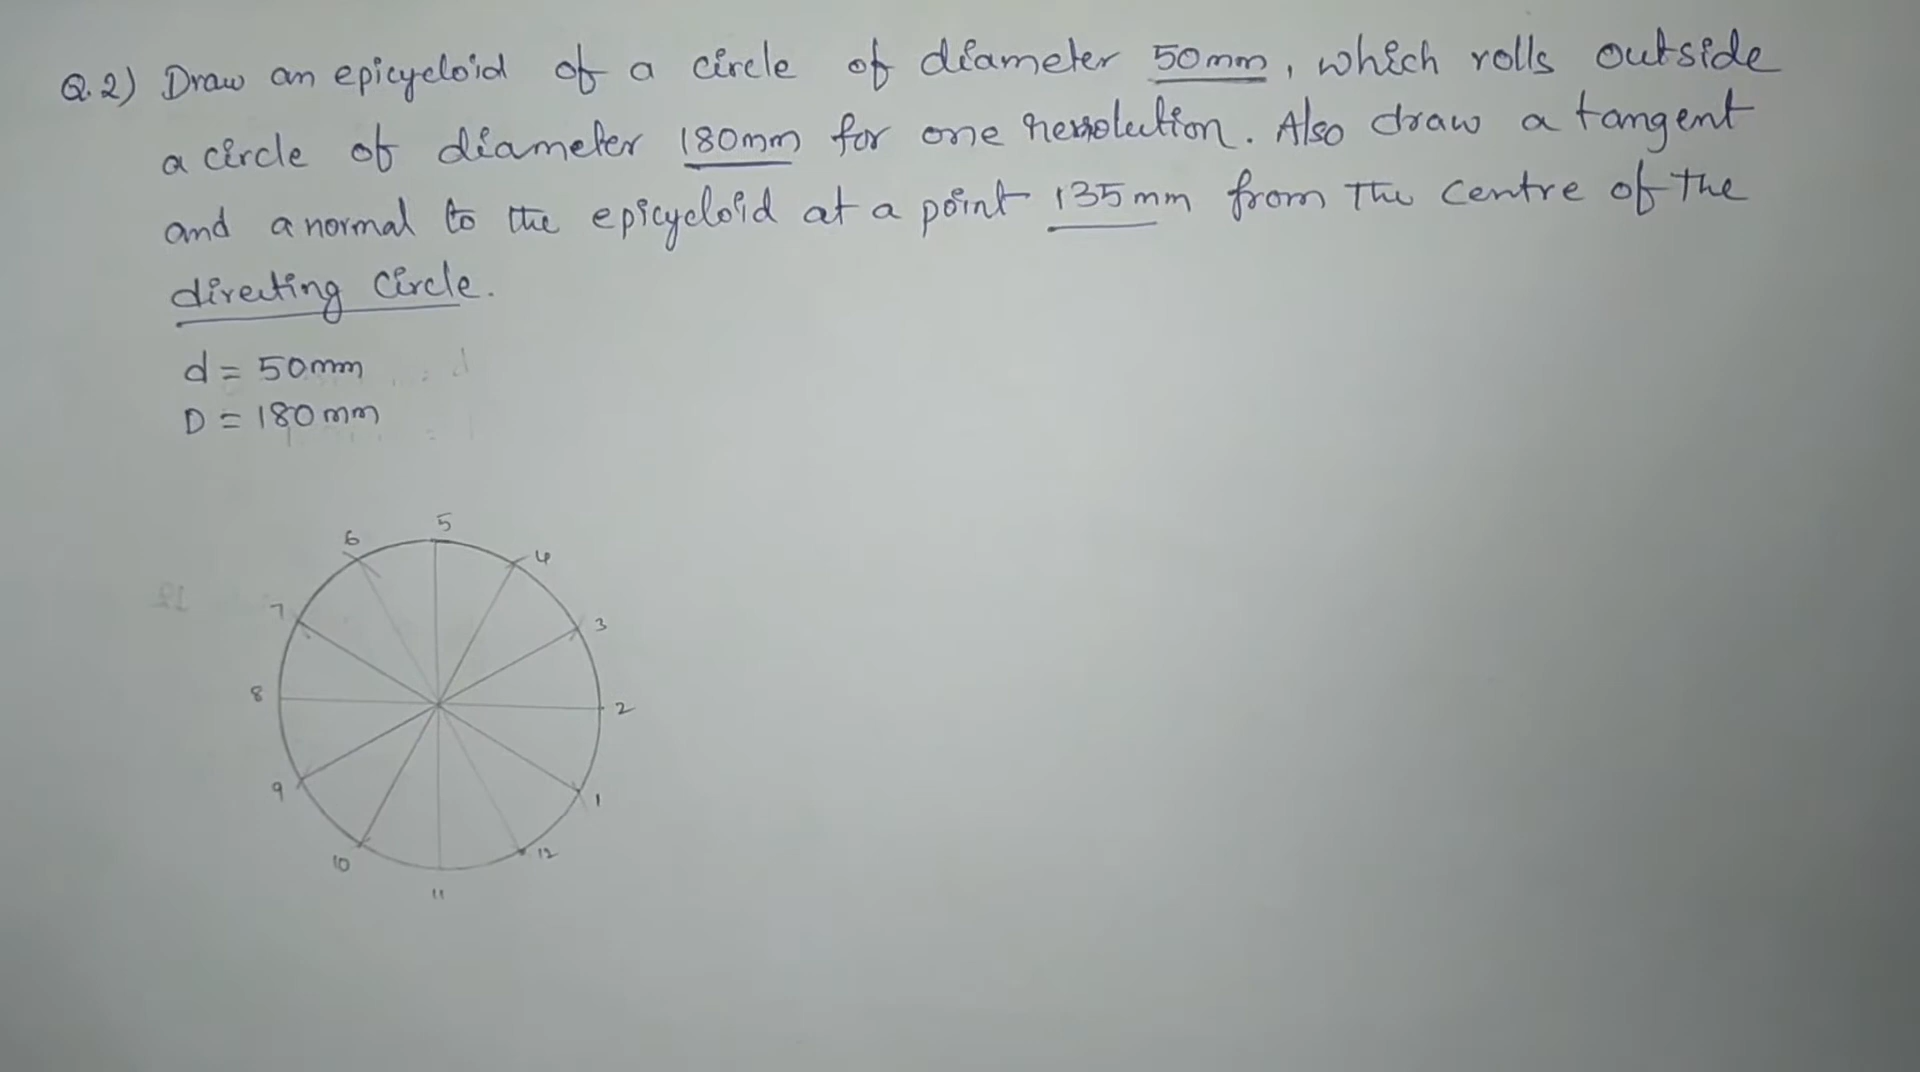 Q.2) Draw an epicycloid of a circle of diameter 50mm, which rolls outside
a circle of diameter 180mm for one revolution. Also draw a tangent
and a normal to the epicycloid at a point 135mm from the centre of the
directing circle.
d = 50mm
D = 180mm
5
6
4
7
3
8
2
9
1
10
12
11